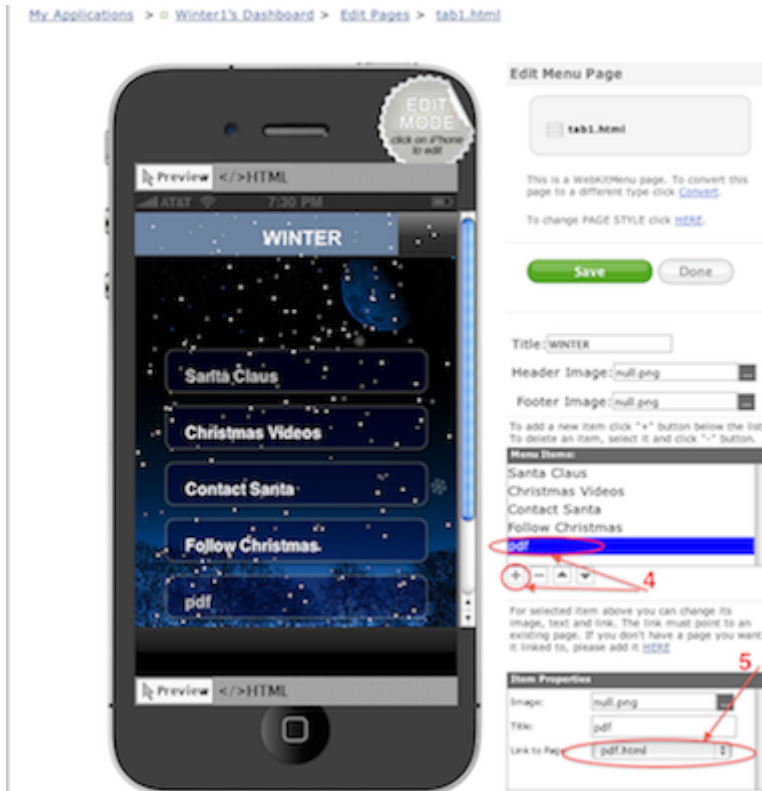 My Applications > Winter1's Dashboard > Edit Pages > tab1.html
EDIT
MODE
click on iPhone
to edit
Preview </>HTML
AT&T 7:30 PM
WINTER
Santa Claus
Christmas Videos
Contact Santa
Follow Christmas
pdf
Preview </>HTML
Edit Menu Page
tab1.html
This is a WebKitMenu page. To convert this
page to a different type click Convert.
To change PAGE STYLE click HERE.
Save Done
Title: WINTER
Header Image: null.png ...
Footer Image: null.png ...
To add a new item click "+" button below the list
To delete an item, select it and click "-" button.
Menu Items:
Santa Claus
Christmas Videos
Contact Santa
Follow Christmas
pdf
+ -
4
For selected item above you can change its
image, text and link. The link must point to an
existing page. If you don't have a page you want
it linked to, please add it HERE
5
Item Properties
Image: null.png ...
Title: pdf
Link to Page: pdf.html